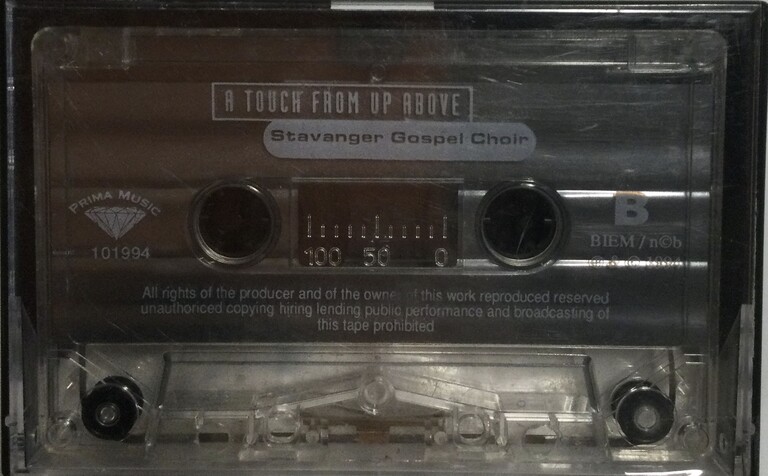 A TOUCH FROM UP ABOVE
Stavanger Gospel Choir
PRIMA MUSIC
101994
B
BIEM / n©b
℗ & © 1994
100 50 0
All rights of the producer and of the owner of this work reproduced reserved
unauthoriced copying hiring lending public performance and broadcasting of
this tape prohibited